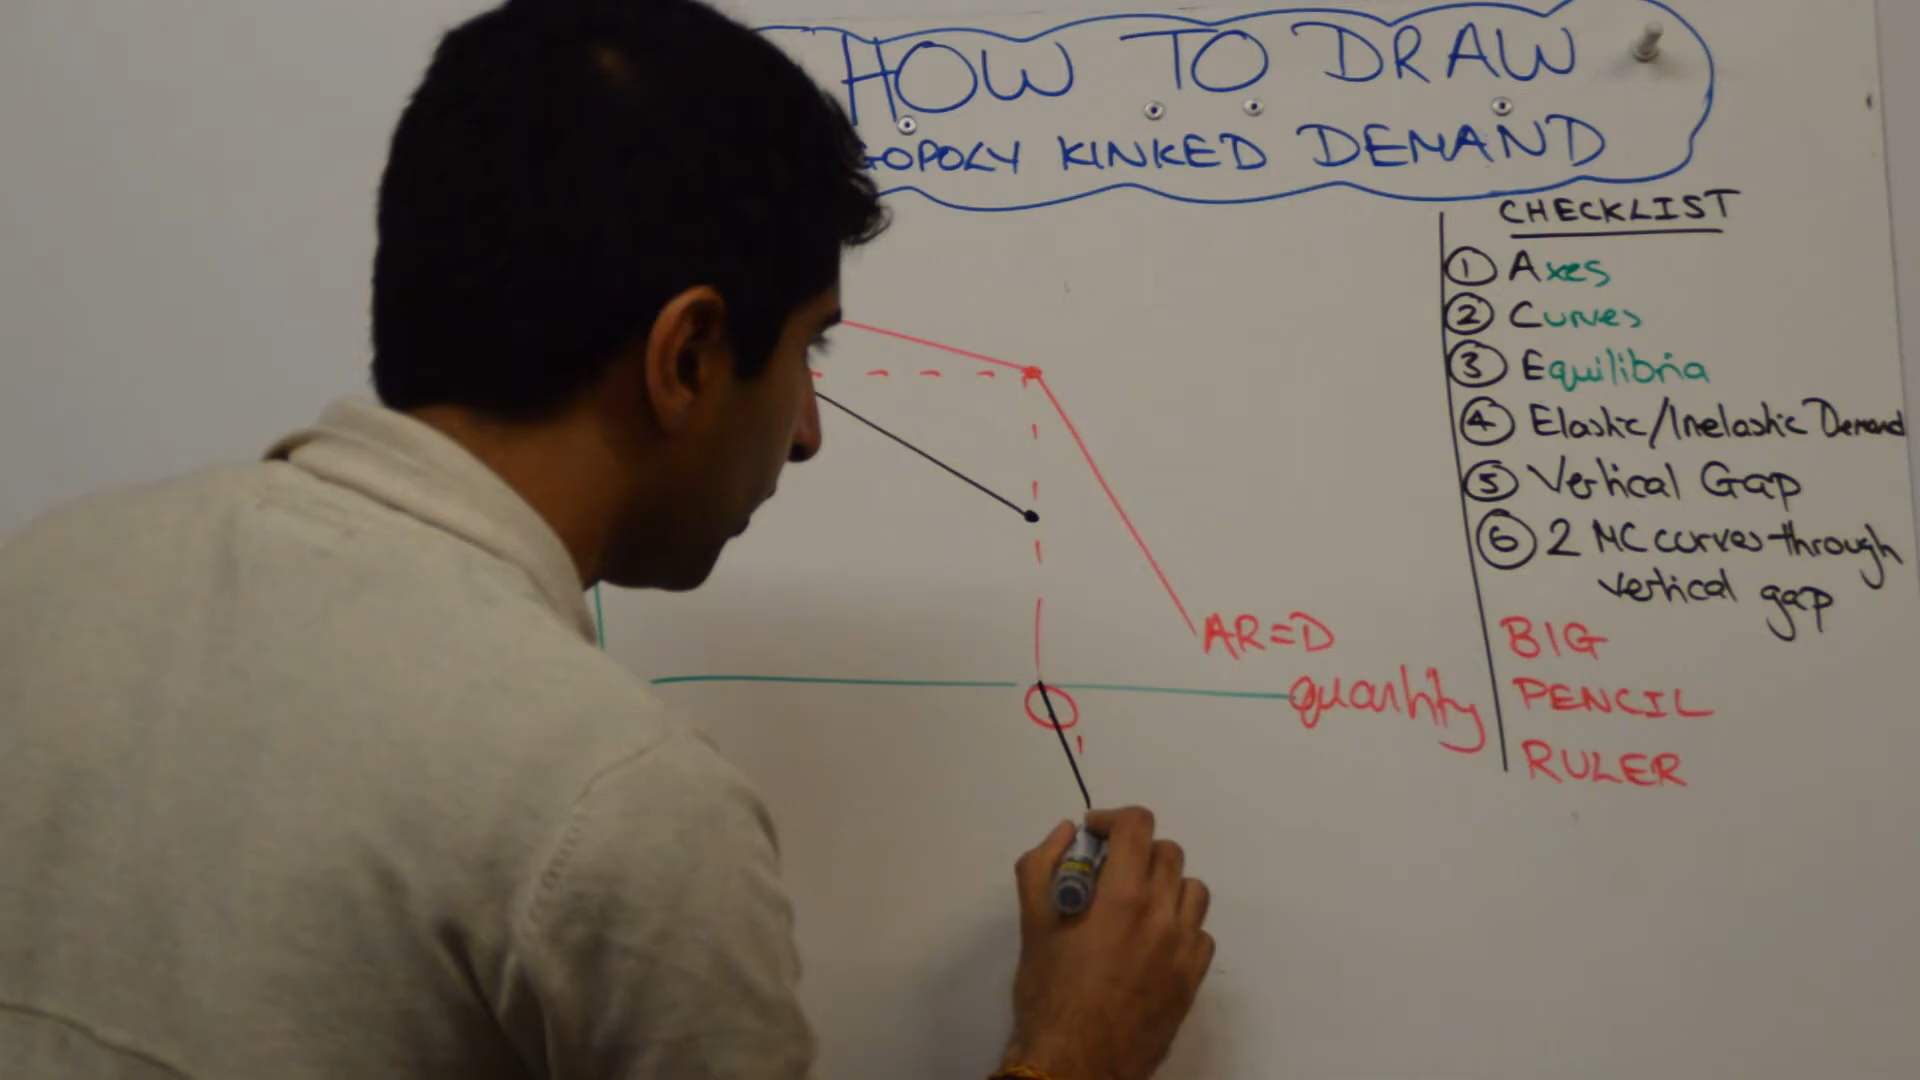 HOW TO DRAW
GOPOLY KINKED DEMAND
CHECKLIST
① Axes
② Curves
③ Equilibria
④ Elastic/Inelastic Demand
⑤ Vertical Gap
⑥ 2 MC curves through
vertical gap
BIG
PENCIL
RULER
AR=D
quantity